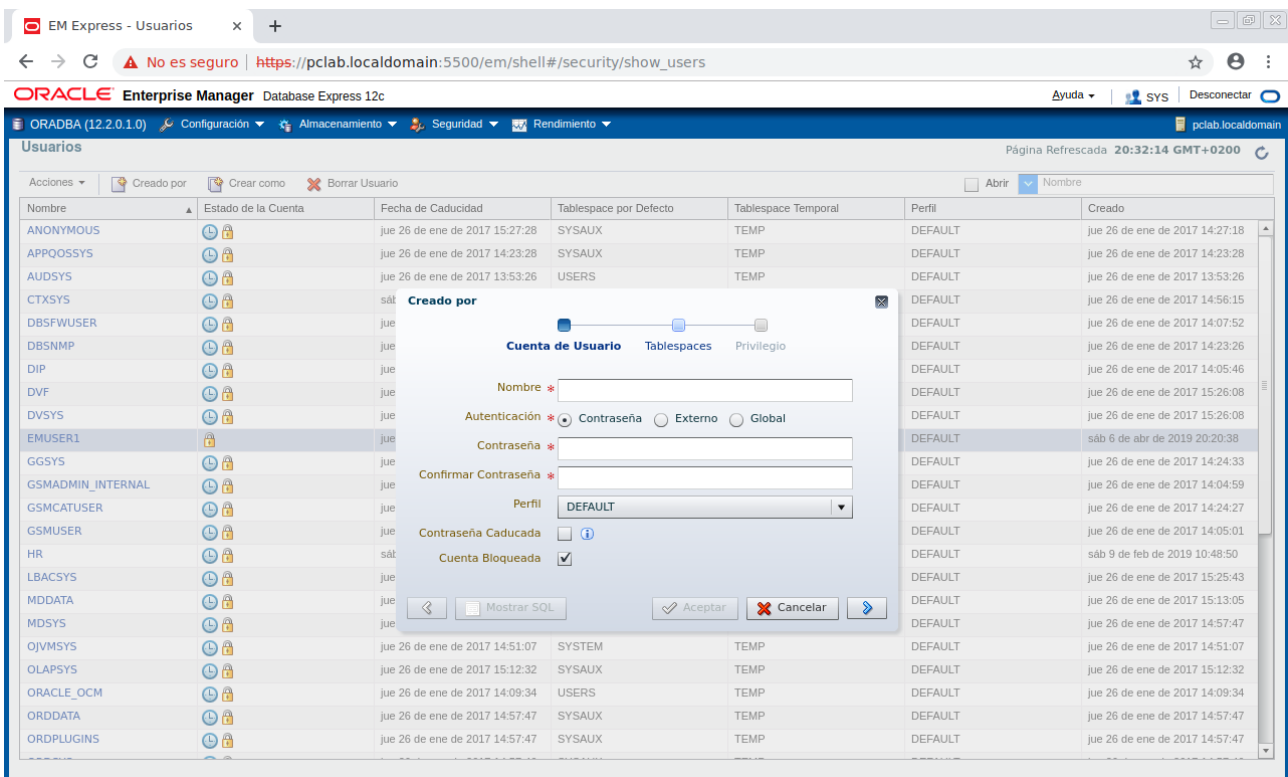 EM Express - Usuarios
No es seguro | https://pclab.localdomain:5500/em/shell#/security/show_users
ORACLE Enterprise Manager Database Express 12c Ayuda SYS Desconectar
ORADBA (12.2.0.1.0) Configuración Almacenamiento Seguridad Rendimiento pclab.localdomain
Usuarios Página Refrescada 20:32:14 GMT+0200
Acciones Creado por Crear como Borrar Usuario Abrir Nombre
Nombre Estado de la Cuenta Fecha de Caducidad Tablespace por Defecto Tablespace Temporal Perfil Creado
ANONYMOUS jue 26 de ene de 2017 15:27:28 SYSAUX TEMP DEFAULT jue 26 de ene de 2017 14:27:18
APPQOSSYS jue 26 de ene de 2017 14:23:28 SYSAUX TEMP DEFAULT jue 26 de ene de 2017 14:23:28
AUDSYS jue 26 de ene de 2017 13:53:26 USERS TEMP DEFAULT jue 26 de ene de 2017 13:53:26
CTXSYS sáb DEFAULT jue 26 de ene de 2017 14:56:15
DBSFWUSER jue DEFAULT jue 26 de ene de 2017 14:07:52
DBSNMP jue DEFAULT jue 26 de ene de 2017 14:23:26
DIP jue DEFAULT jue 26 de ene de 2017 14:05:46
DVF jue DEFAULT jue 26 de ene de 2017 15:26:08
DVSYS jue DEFAULT jue 26 de ene de 2017 15:26:08
EMUSER1 jue DEFAULT sáb 6 de abr de 2019 20:20:38
GGSYS jue DEFAULT jue 26 de ene de 2017 14:24:33
GSMADMIN_INTERNAL jue DEFAULT jue 26 de ene de 2017 14:04:59
GSMCATUSER jue DEFAULT jue 26 de ene de 2017 14:24:27
GSMUSER jue DEFAULT jue 26 de ene de 2017 14:05:01
HR sáb DEFAULT sáb 9 de feb de 2019 10:48:50
LBACSYS jue DEFAULT jue 26 de ene de 2017 15:25:43
MDDATA jue DEFAULT jue 26 de ene de 2017 15:13:05
MDSYS jue DEFAULT jue 26 de ene de 2017 14:57:47
OJVMSYS jue 26 de ene de 2017 14:51:07 SYSTEM TEMP DEFAULT jue 26 de ene de 2017 14:51:07
OLAPSYS jue 26 de ene de 2017 15:12:32 SYSAUX TEMP DEFAULT jue 26 de ene de 2017 15:12:32
ORACLE_OCM jue 26 de ene de 2017 14:09:34 USERS TEMP DEFAULT jue 26 de ene de 2017 14:09:34
ORDDATA jue 26 de ene de 2017 14:57:47 SYSAUX TEMP DEFAULT jue 26 de ene de 2017 14:57:47
ORDPLUGINS jue 26 de ene de 2017 14:57:47 SYSAUX TEMP DEFAULT jue 26 de ene de 2017 14:57:47
Creado por
Cuenta de Usuario Tablespaces Privilegio
Nombre *
Autenticación * Contraseña Externo Global
Contraseña *
Confirmar Contraseña *
Perfil DEFAULT
Contraseña Caducada
Cuenta Bloqueada
Mostrar SQL Aceptar Cancelar